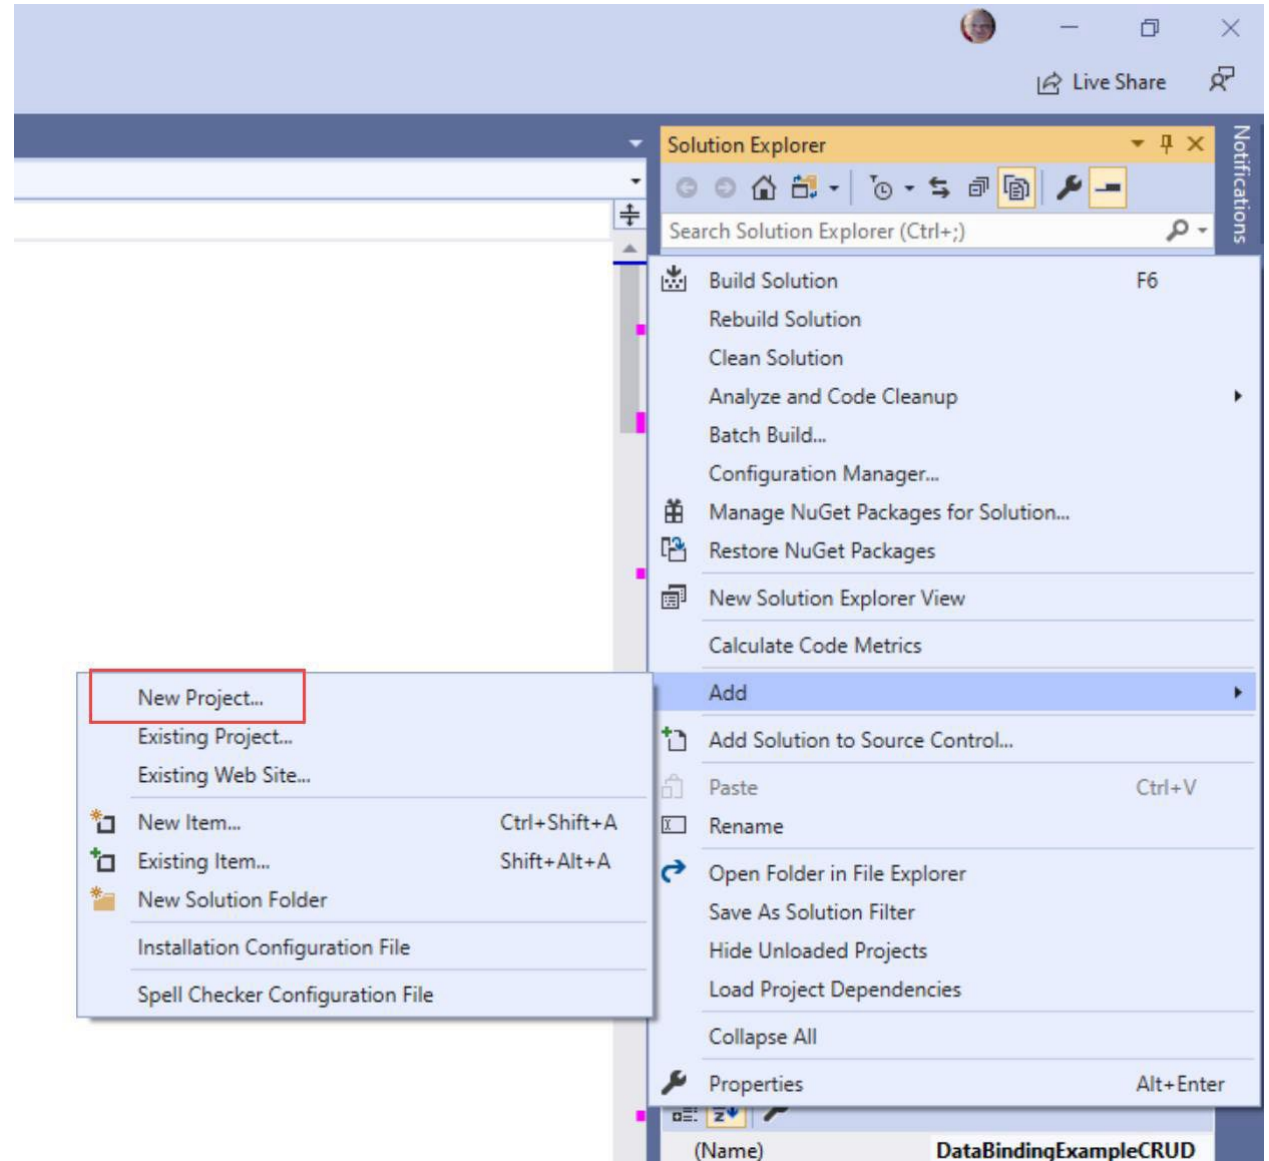 Live Share
Solution Explorer
Notifications
Search Solution Explorer (Ctrl+;)
Build Solution F6
Rebuild Solution
Clean Solution
Analyze and Code Cleanup
Batch Build...
Configuration Manager...
Manage NuGet Packages for Solution...
Restore NuGet Packages
New Solution Explorer View
Calculate Code Metrics
Add
Add Solution to Source Control...
Paste Ctrl+V
Rename
Open Folder in File Explorer
Save As Solution Filter
Hide Unloaded Projects
Load Project Dependencies
Collapse All
Properties Alt+Enter
New Project...
Existing Project...
Existing Web Site...
New Item... Ctrl+Shift+A
Existing Item... Shift+Alt+A
New Solution Folder
Installation Configuration File
Spell Checker Configuration File
(Name) DataBindingExampleCRUD